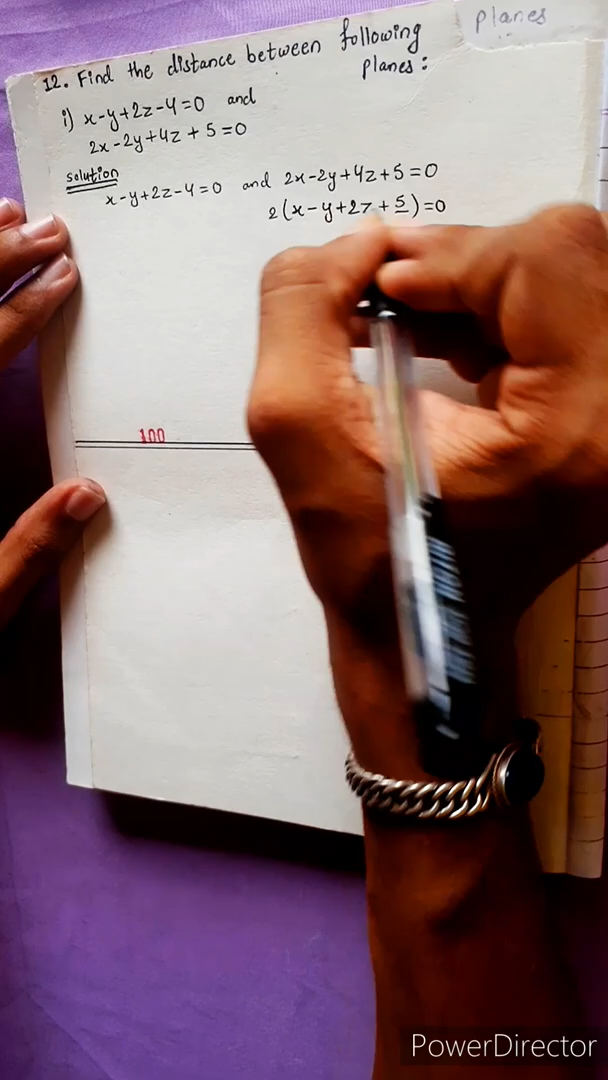 planes
12. Find the distance between following
planes:
i) x-y+2z-4=0 and
2x-2y+4z+5=0
solution
x-y+2z-4=0 and 2x-2y+4z+5=0
2(x-y+2z+5)=0
100
PowerDirector